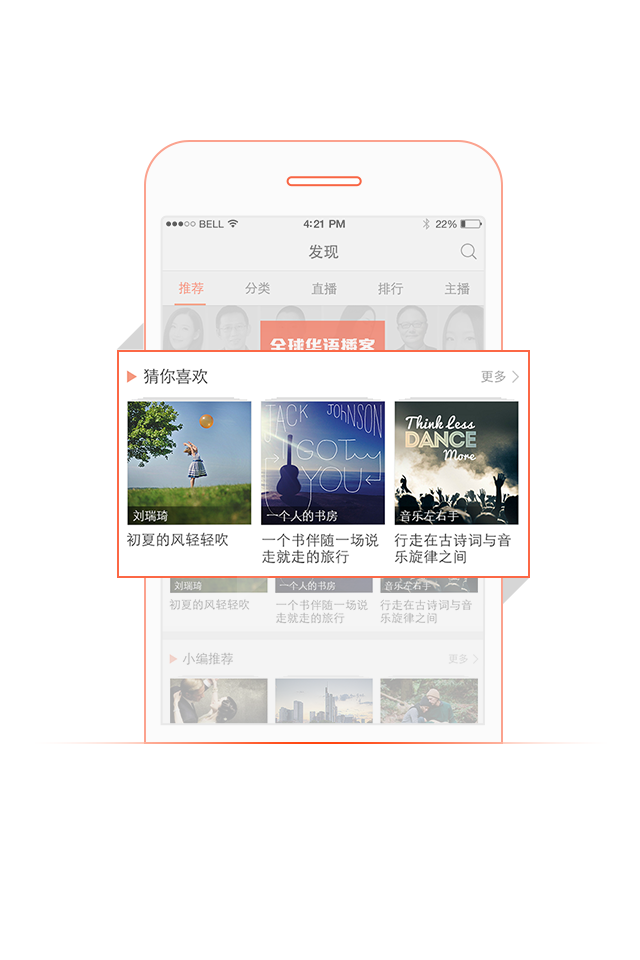 BELL
4:21 PM
22%
发现
推荐
分类
直播
排行
主播
全球华语播客
猜你喜欢
更多
JACK JOHNSON
I GOT
YOU
Think Less
DANCE
More
刘瑞琦
一个人的书房
音乐左右手
初夏的风轻轻吹
一个书伴随一场说
走就走的旅行
行走在古诗词与音
乐旋律之间
刘瑞琦
一个人的书房
音乐左右手
初夏的风轻轻吹
一个书伴随一场说
走就走的旅行
行走在古诗词与音
乐旋律之间
小编推荐
更多